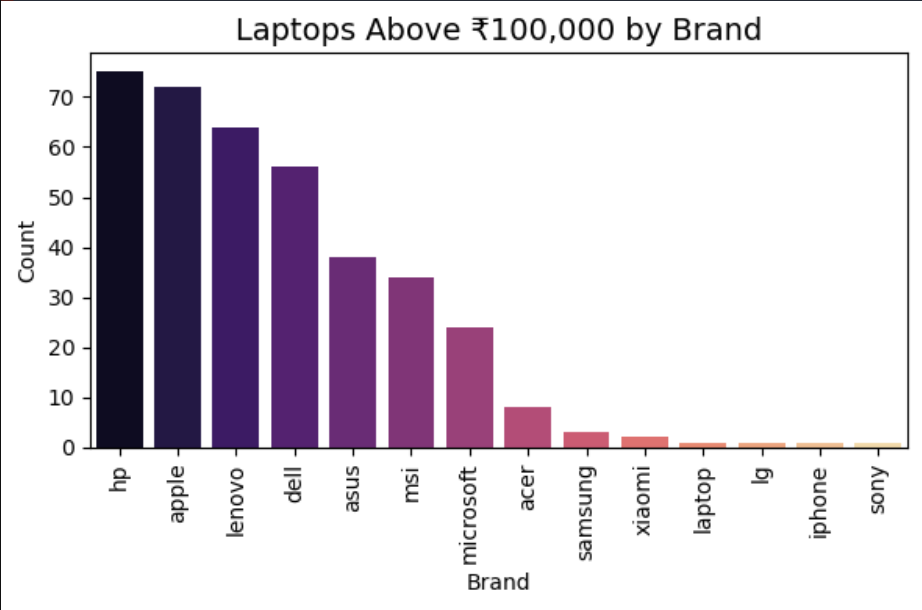 Laptops Above ₹100,000 by Brand
Count
70
60
50
40
30
20
10
0
hp
apple
lenovo
dell
asus
msi
microsoft
acer
samsung
xiaomi
laptop
lg
iphone
sony
Brand